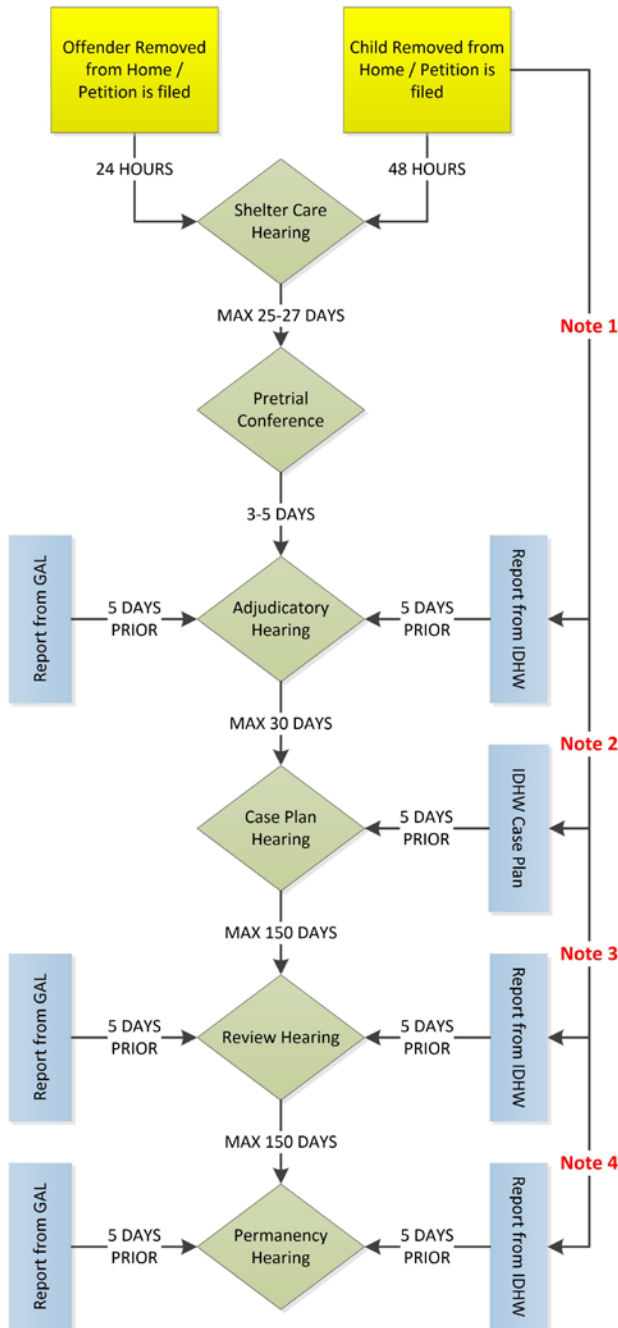 Offender Removed
from Home /
Petition is filed
Child Removed from
Home / Petition is
filed
24 HOURS
48 HOURS
Shelter Care
Hearing
MAX 25-27 DAYS
Note 1
Pretrial
Conference
3-5 DAYS
Report from GAL
5 DAYS
PRIOR
Adjudicatory
Hearing
5 DAYS
PRIOR
Report from IDHW
MAX 30 DAYS
Note 2
Case Plan
Hearing
5 DAYS
PRIOR
IDHW Case Plan
MAX 150 DAYS
Note 3
Report from GAL
5 DAYS
PRIOR
Review Hearing
5 DAYS
PRIOR
Report from IDHW
MAX 150 DAYS
Note 4
Report from GAL
5 DAYS
PRIOR
Permanency
Hearing
5 DAYS
PRIOR
Report from IDHW